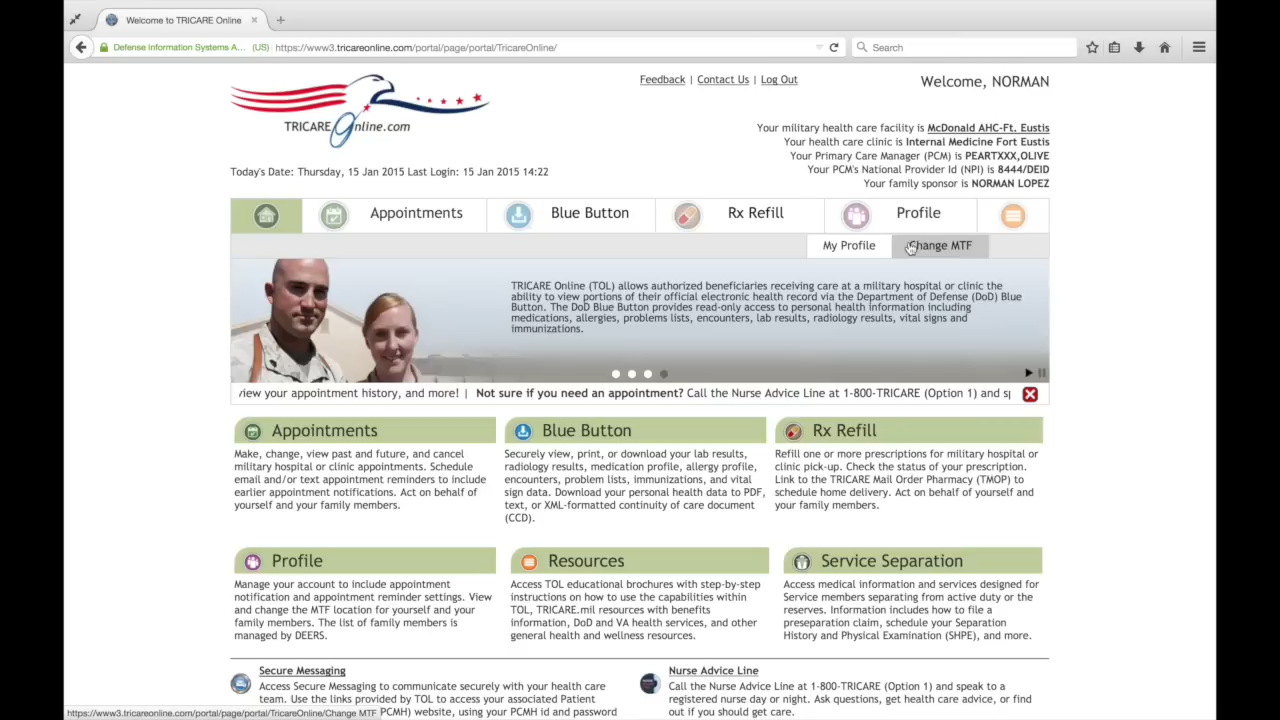 Welcome to TRICARE Online
Defense Information Systems A... (US) https://www3.tricareonline.com/portal/page/portal/TricareOnline/
Search
Feedback | Contact Us | Log Out
Welcome, NORMAN
TRICAREOnline.com
Your military health care facility is McDonald AHC-Ft. Eustis
Your health care clinic is Internal Medicine Fort Eustis
Your Primary Care Manager (PCM) is PEARTXXX,OLIVE
Your PCM's National Provider Id (NPI) is 8444/DEID
Your family sponsor is NORMAN LOPEZ
Today's Date: Thursday, 15 Jan 2015 Last Login: 15 Jan 2015 14:22
Appointments Blue Button Rx Refill Profile
My Profile Change MTF
TRICARE Online (TOL) allows authorized beneficiaries receiving care at a military hospital or clinic the
ability to view portions of their official electronic health record via the Department of Defense (DoD) Blue
Button. The DoD Blue Button provides read-only access to personal health information including
medications, allergies, problems lists, encounters, lab results, radiology results, vital signs and
immunizations.
view your appointment history, and more! | Not sure if you need an appointment? Call the Nurse Advice Line at 1-800-TRICARE (Option 1) and sp
Appointments
Make, change, view past and future, and cancel
military hospital or clinic appointments. Schedule
email and/or text appointment reminders to include
earlier appointment notifications. Act on behalf of
yourself and your family members.
Blue Button
Securely view, print, or download your lab results,
radiology results, medication profile, allergy profile,
encounters, problem lists, immunizations, and vital
sign data. Download your personal health data to PDF,
text, or XML-formatted continuity of care document
(CCD).
Rx Refill
Refill one or more prescriptions for military hospital or
clinic pick-up. Check the status of your prescription.
Link to the TRICARE Mail Order Pharmacy (TMOP) to
schedule home delivery. Act on behalf of yourself and
your family members.
Profile
Manage your account to include appointment
notification and appointment reminder settings. View
and change the MTF location for yourself and your
family members. The list of family members is
managed by DEERS.
Resources
Access TOL educational brochures with step-by-step
instructions on how to use the capabilities within
TOL, TRICARE.mil resources with benefits
information, DoD and VA health services, and other
general health and wellness resources.
Service Separation
Access medical information and services designed for
Service members separating from active duty or the
reserves. Information includes how to file a
preseparation claim, schedule your Separation
History and Physical Examination (SHPE), and more.
Secure Messaging
Access Secure Messaging to communicate securely with your health care
team. Use the links provided by TOL to access your associated Patient
PCMH) website, using your PCMH id and password
Nurse Advice Line
Call the Nurse Advice Line at 1-800-TRICARE (Option 1) and speak to a
registered nurse day or night. Ask questions, get health care advice, or find
out if you should get care.
https://www3.tricareonline.com/portal/page/portal/TricareOnline/Change MTF